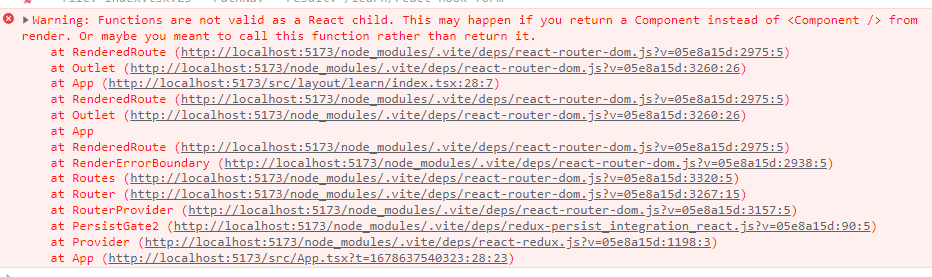 Warning: Functions are not valid as a React child. This may happen if you return a Component instead of <Component /> from
render. Or maybe you meant to call this function rather than return it.
at RenderedRoute (http://localhost:5173/node_modules/.vite/deps/react-router-dom.js?v=05e8a15d:2975:5)
at Outlet (http://localhost:5173/node_modules/.vite/deps/react-router-dom.js?v=05e8a15d:3260:26)
at App (http://localhost:5173/src/layout/learn/index.tsx:28:7)
at RenderedRoute (http://localhost:5173/node_modules/.vite/deps/react-router-dom.js?v=05e8a15d:2975:5)
at Outlet (http://localhost:5173/node_modules/.vite/deps/react-router-dom.js?v=05e8a15d:3260:26)
at App
at RenderedRoute (http://localhost:5173/node_modules/.vite/deps/react-router-dom.js?v=05e8a15d:2975:5)
at RenderErrorBoundary (http://localhost:5173/node_modules/.vite/deps/react-router-dom.js?v=05e8a15d:2938:5)
at Routes (http://localhost:5173/node_modules/.vite/deps/react-router-dom.js?v=05e8a15d:3320:5)
at Router (http://localhost:5173/node_modules/.vite/deps/react-router-dom.js?v=05e8a15d:3267:15)
at RouterProvider (http://localhost:5173/node_modules/.vite/deps/react-router-dom.js?v=05e8a15d:3157:5)
at PersistGate2 (http://localhost:5173/node_modules/.vite/deps/redux-persist_integration_react.js?v=05e8a15d:90:5)
at Provider (http://localhost:5173/node_modules/.vite/deps/react-redux.js?v=05e8a15d:1198:3)
at App (http://localhost:5173/src/App.tsx?t=1678637540323:28:23)